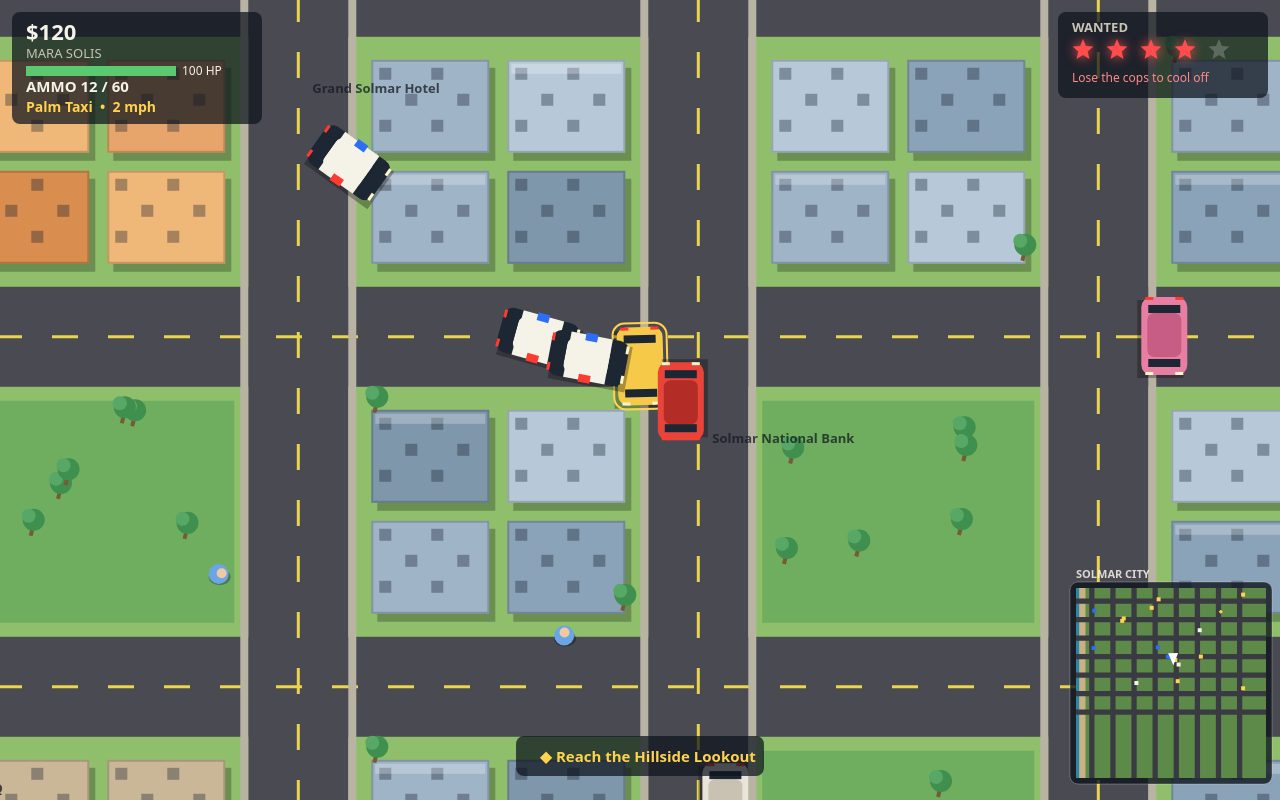 $120
MARA SOLIS
100 HP
AMMO 12 / 60
Palm Taxi • 2 mph
WANTED
Lose the cops to cool off
Grand Solmar Hotel
Solmar National Bank
SOLMAR CITY
◆ Reach the Hillside Lookout